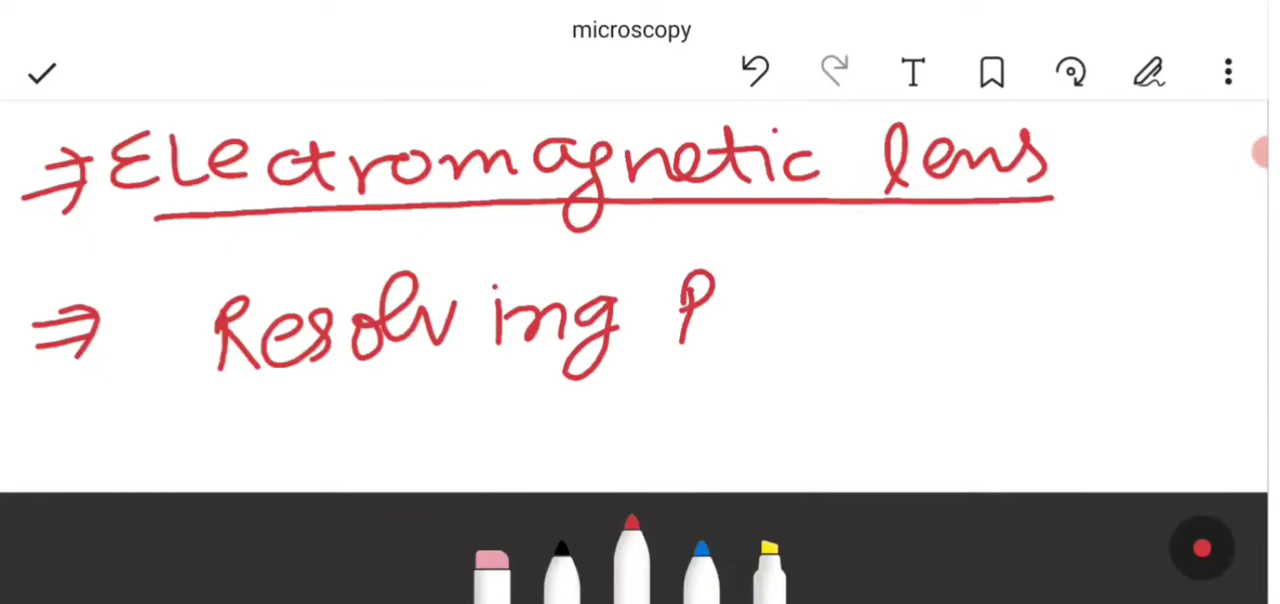 microscopy
T
⇒ Electromagnetic lens
⇒ Resolving P